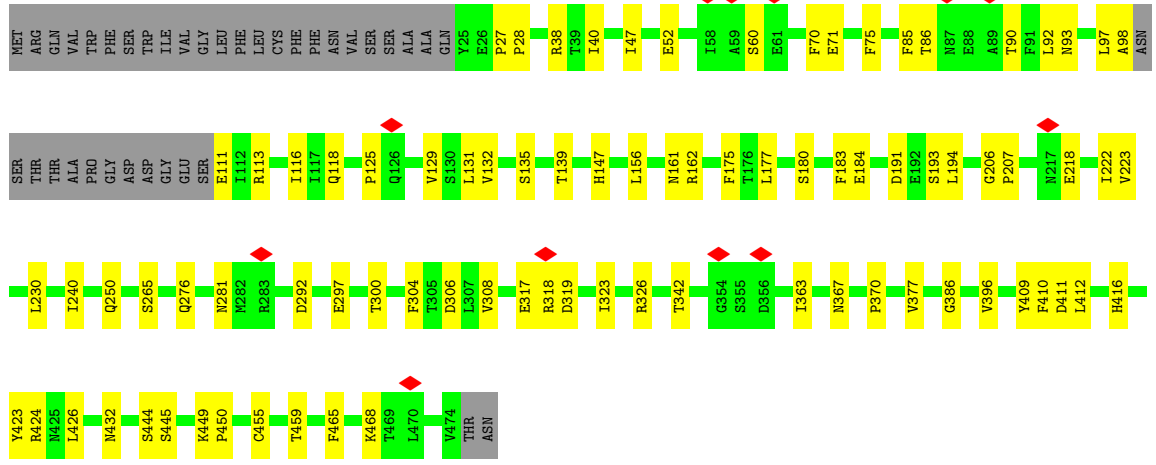 MET ARG GLN VAL TRP PHE SER TRP ILE VAL GLY LEU PHE LEU CYS PHE PHE ASN VAL SER SER ALA ALA GLN Y25 E26 P27 P28 R38 T39 I40 I47 E52 I58 A59 S60 E61 F70 E71 F75 F85 T86 N87 E88 A89 T90 F91 L92 N93 L97 A98 ASN
SER THR THR ALA PRO GLY ASP ASP GLY GLU SER E111 I112 R113 I116 I117 Q118 P125 Q126 V129 S130 L131 V132 S135 T139 H147 L156 N161 R162 F175 T176 L177 S180 F183 E184 D191 E192 S193 L194 G206 P207 N217 E218 I222 V223
L230 I240 Q250 S265 Q276 N281 M282 R283 D292 E297 T300 F304 T305 D306 L307 V308 E317 R318 D319 I323 R326 T342 G354 S355 D356 I363 N367 P370 V377 G386 V396 Y409 F410 D411 L412 H416
Y423 R424 N425 L426 N432 S444 S445 K449 P450 C455 T459 F465 K468 T469 L470 V474 THR ASN